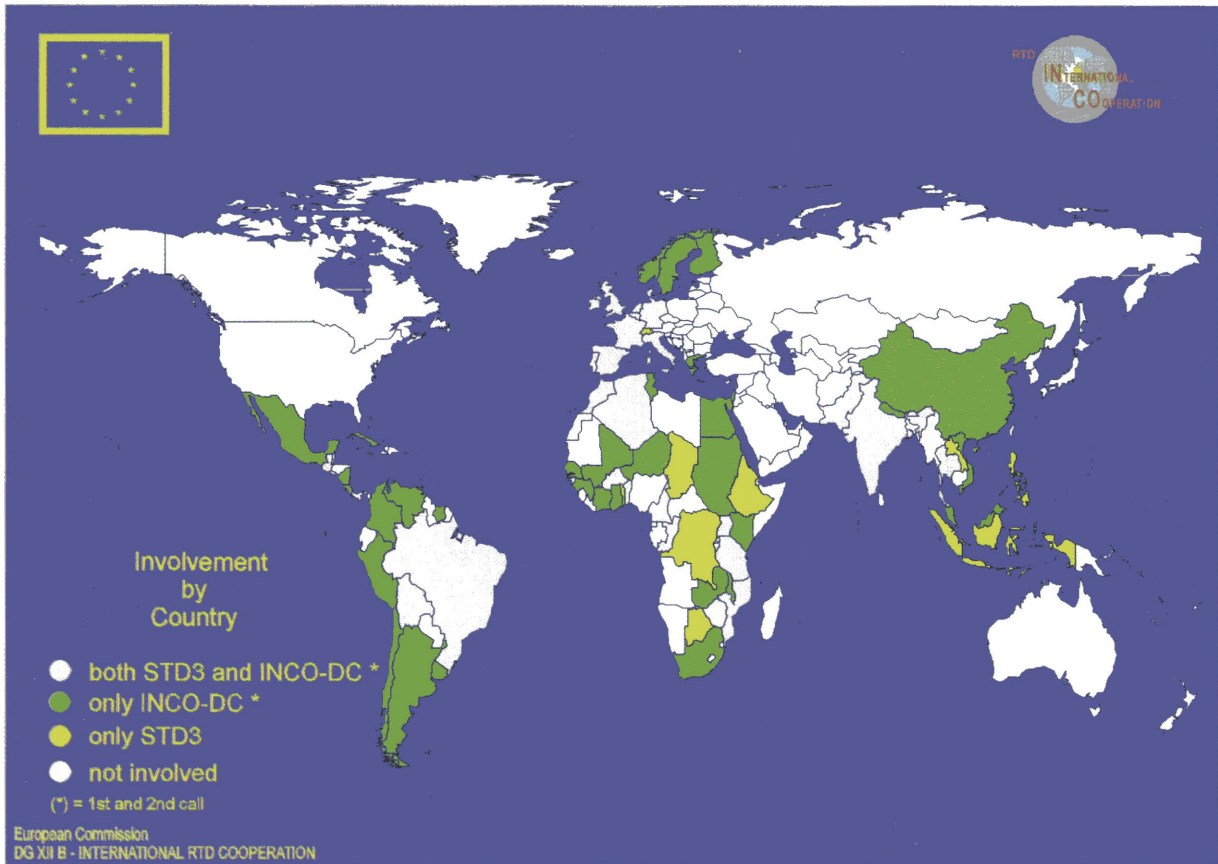 RTD
INTERNATIONAL
COOPERATION
Involvement
by
Country
both STD3 and INCO-DC *
only INCO-DC *
only STD3
not involved
(*) = 1st and 2nd call
European Commission
DG XII B - INTERNATIONAL RTD COOPERATION